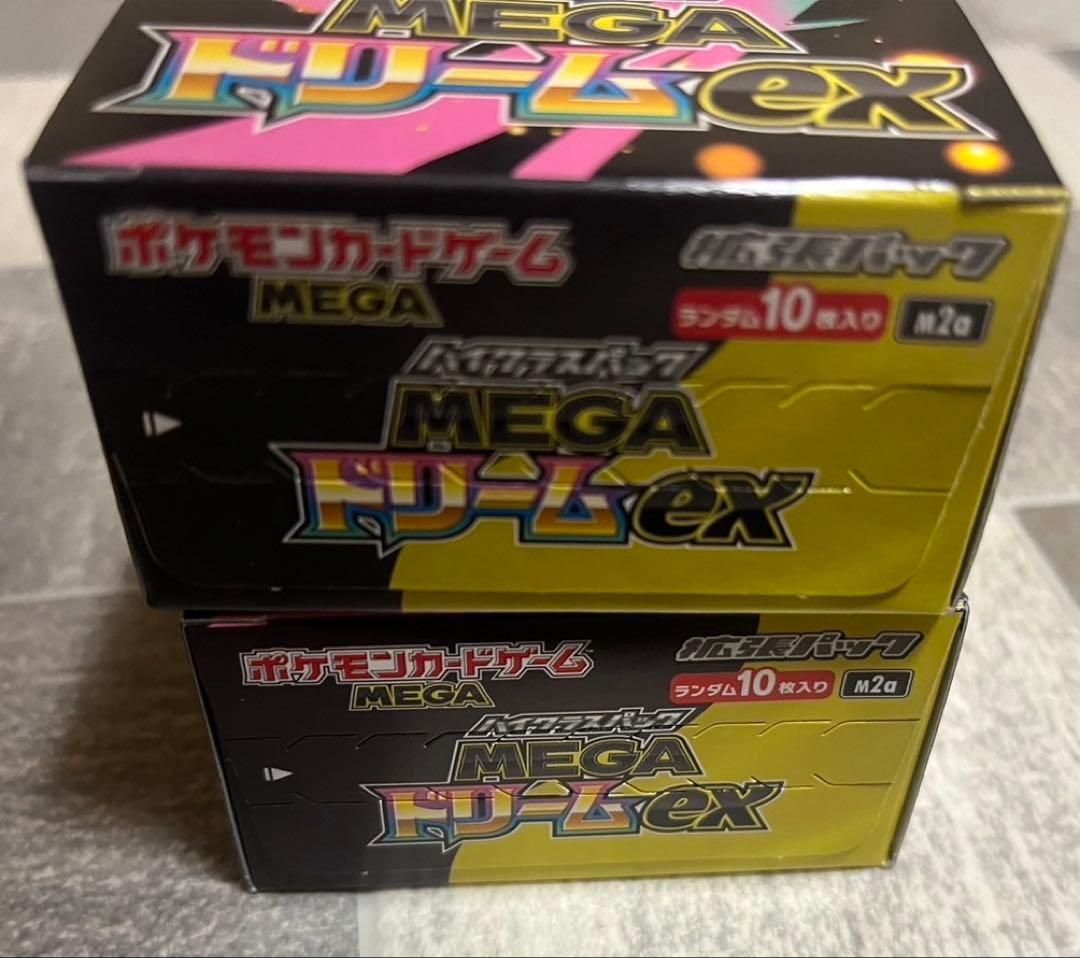 MEGA
ドリームex
ポケモンカードゲーム
MEGA
拡張パック
ランダム10枚入り
M2a
ハイクラスパック
MEGA
ドリームex
ポケモンカードゲーム
MEGA
拡張パック
ランダム10枚入り
M2a
ハイクラスパック
MEGA
ドリームex